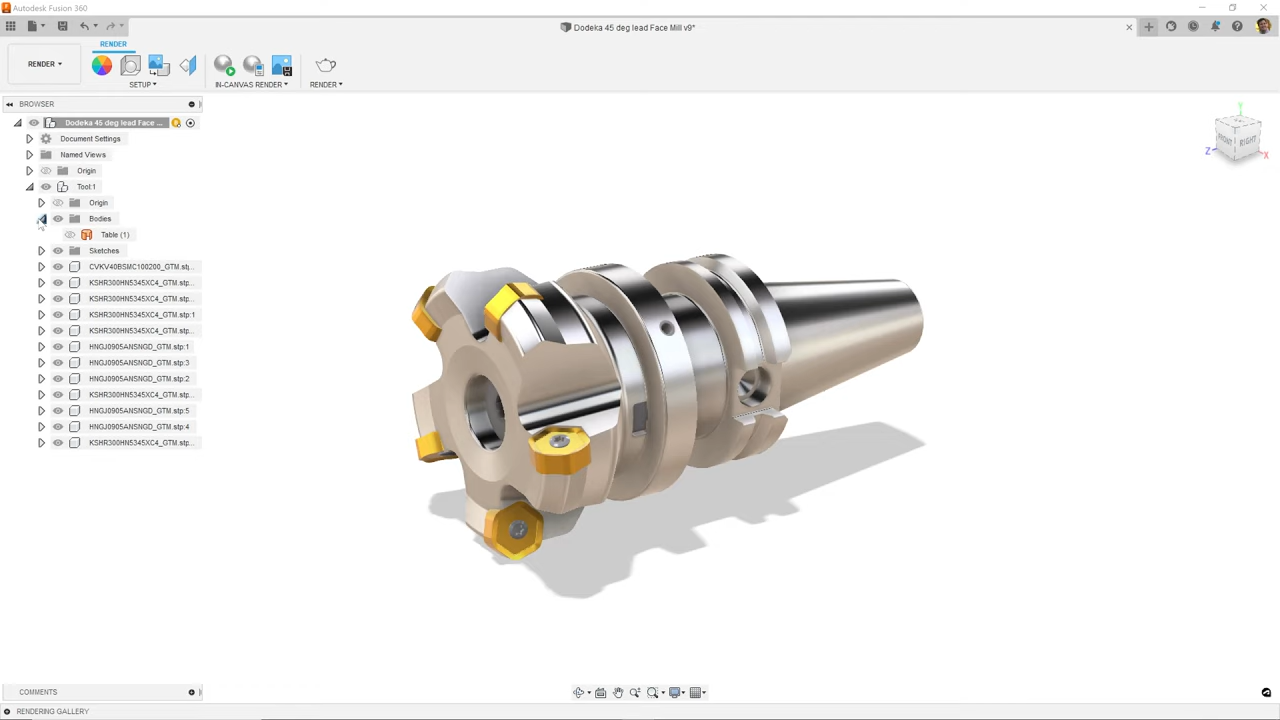 Autodesk Fusion 360
Dodeka 45 deg lead Face Mill v9*
RENDER
RENDER
SETUP
IN-CANVAS RENDER
RENDER
BROWSER
Dodeka 45 deg lead Face ...
Document Settings
Named Views
Origin
Tool:1
Origin
Bodies
Table (1)
Sketches
CVKV40BSMC100200_GTM.stp...
KSHR300HN5345XC4_GTM.stp...
KSHR300HN5345XC4_GTM.stp...
KSHR300HN5345XC4_GTM.stp:1
KSHR300HN5345XC4_GTM.stp...
HNGJ0905ANSNGD_GTM.stp:1
HNGJ0905ANSNGD_GTM.stp:3
HNGJ0905ANSNGD_GTM.stp:2
KSHR300HN5345XC4_GTM.stp...
HNGJ0905ANSNGD_GTM.stp:5
HNGJ0905ANSNGD_GTM.stp:4
KSHR300HN5345XC4_GTM.stp...
Y
FRONT RIGHT
Z X
COMMENTS
RENDERING GALLERY